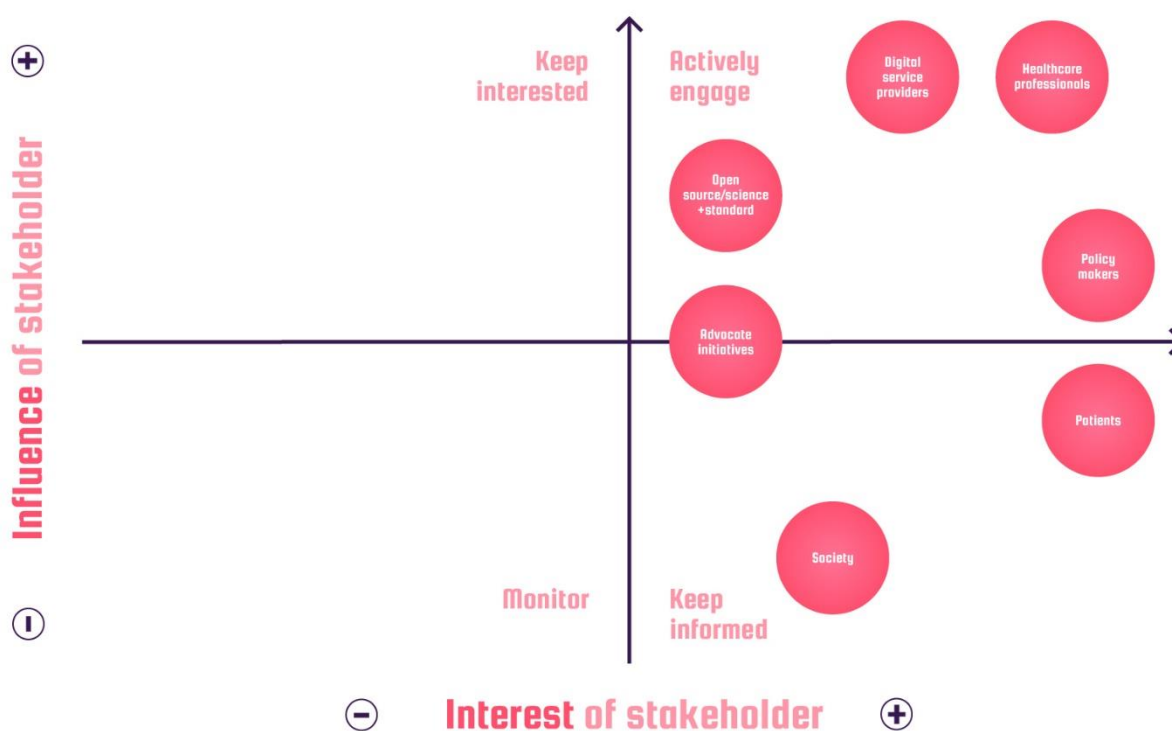 Influence of stakeholder
+
-
Keep
interested
Actively
engage
Digital
service
providers
Healthcare
professionals
Open
source/science
+standard
Policy
makers
Advocate
initiatives
Patients
Society
Monitor
Keep
informed
-
Interest of stakeholder
+